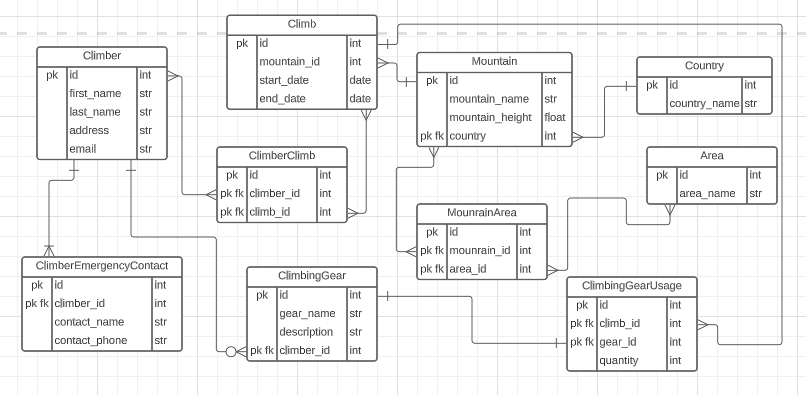 Climb
pk id int
mountain_id int
start_date date
end_date date
Climber
pk id int
first_name str
last_name str
address str
email str
Mountain
pk id int
mountain_name str
mountain_height float
pk fk country int
Country
pk id int
country_name str
ClimberClimb
pk id int
pk fk climber_id int
pk fk climb_id int
Area
pk id int
area_name str
MounrainArea
pk id int
pk fk mounrain_id int
pk fk area_id int
ClimberEmergencyContact
pk id int
pk fk climber_id int
contact_name str
contact_phone str
ClimbingGear
pk id int
gear_name str
description str
pk fk climber_id int
ClimbingGearUsage
pk id int
pk fk climb_id int
pk fk gear_id int
quantity int